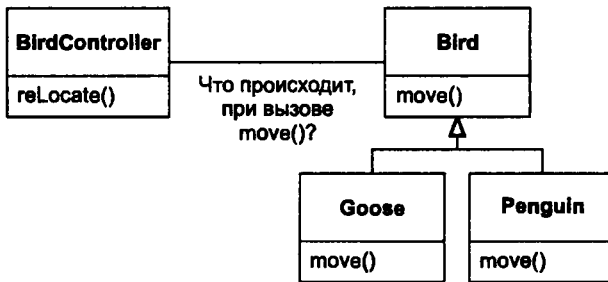 BirdController
reLocate()
Что происходит,
при вызове
move()?
Bird
move()
Goose
move()
Penguin
move()